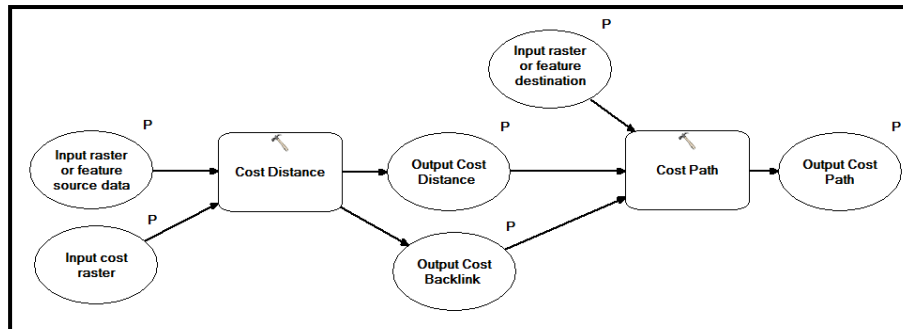 P
Input raster
or feature
destination
P
Input raster
or feature
source data
Cost Distance
P
Output Cost
Distance
Cost Path
P
Output Cost
Path
P
Input cost
raster
P
Output Cost
Backlink